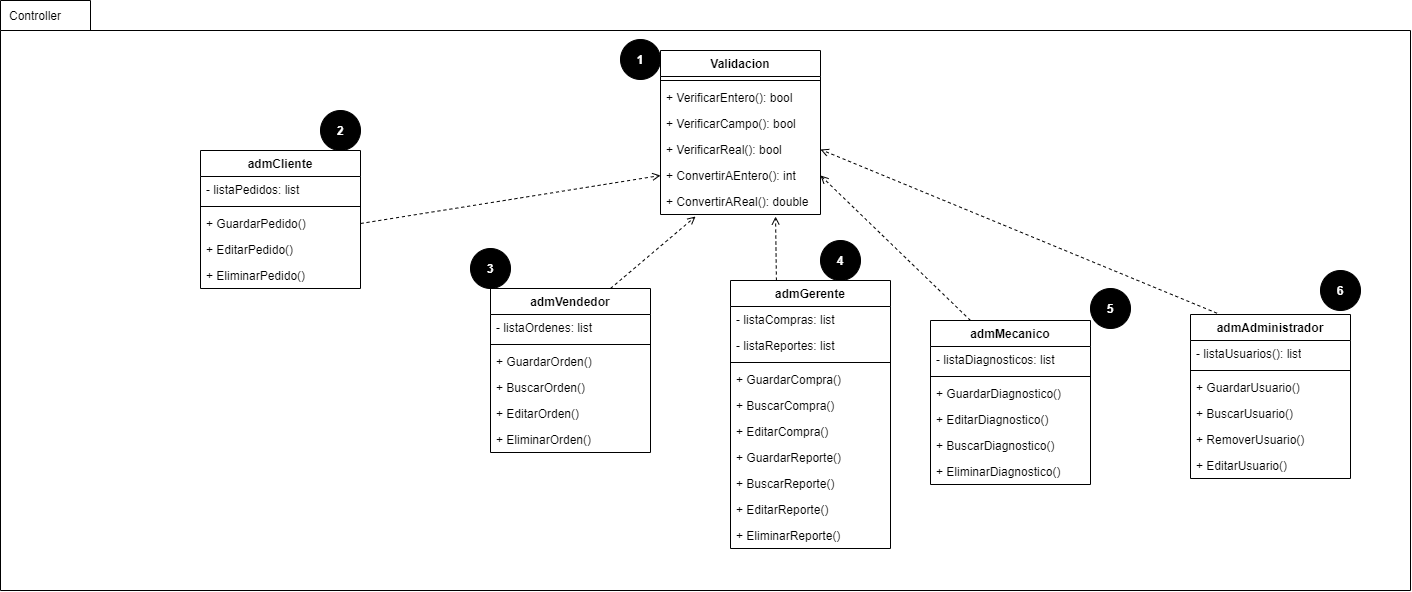 Controller
1
Validacion
+ VerificarEntero(): bool
+ VerificarCampo(): bool
+ VerificarReal(): bool
+ ConvertirAEntero(): int
+ ConvertirAReal(): double
2
admCliente
- listaPedidos: list
+ GuardarPedido()
+ EditarPedido()
+ EliminarPedido()
3
admVendedor
- listaOrdenes: list
+ GuardarOrden()
+ BuscarOrden()
+ EditarOrden()
+ EliminarOrden()
4
admGerente
- listaCompras: list
- listaReportes: list
+ GuardarCompra()
+ BuscarCompra()
+ EditarCompra()
+ GuardarReporte()
+ BuscarReporte()
+ EditarReporte()
+ EliminarReporte()
5
admMecanico
- listaDiagnosticos: list
+ GuardarDiagnostico()
+ EditarDiagnostico()
+ BuscarDiagnostico()
+ EliminarDiagnostico()
6
admAdministrador
- listaUsuarios(): list
+ GuardarUsuario()
+ BuscarUsuario()
+ RemoverUsuario()
+ EditarUsuario()